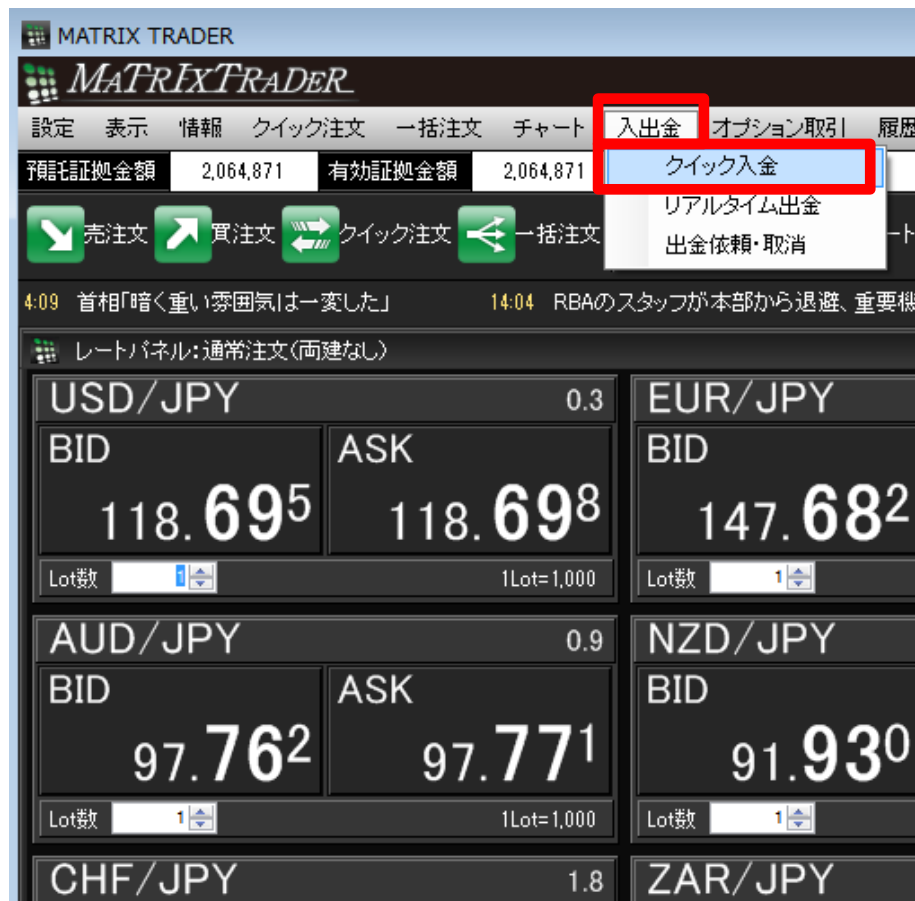 MATRIX TRADER
MATRIXTRADER
設定 表示 情報 クイック注文 一括注文 チャート 入出金 オプション取引 履歴
預託証拠金額 2,064,871 有効証拠金額 2,064,871
クイック入金
リアルタイム出金
出金依頼・取消
売注文 買注文 クイック注文 一括注文 ート
4:09 首相「暗く重い雰囲気は一変した」 14:04 RBAのスタッフが本部から退避、重要機
レートパネル:通常注文(両建なし)
USD/JPY 0.3 EUR/JPY
BID ASK BID
118.695 118.698 147.682
Lot数 1 1Lot=1,000 Lot数 1
AUD/JPY 0.9 NZD/JPY
BID ASK BID
97.762 97.771 91.930
Lot数 1 1Lot=1,000 Lot数 1
CHF/JPY 1.8 ZAR/JPY